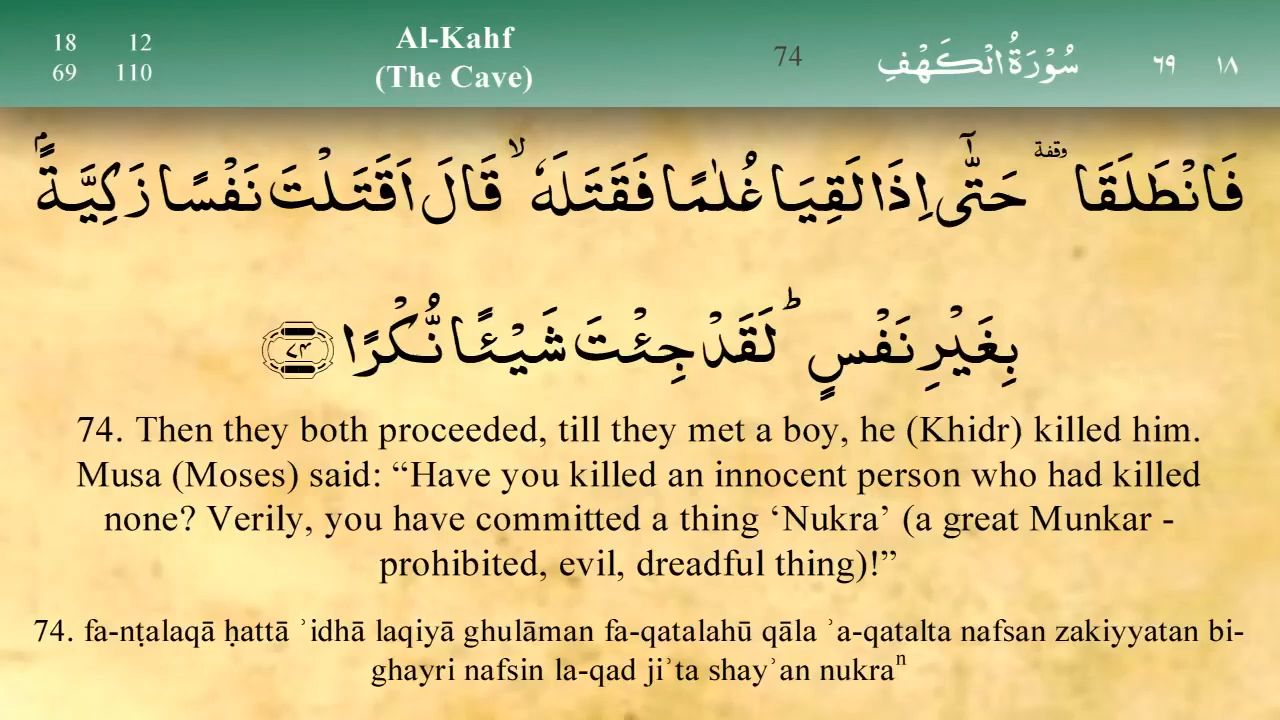 18 12
69 110
Al-Kahf
(The Cave)
74
سُوْرَةُ الْكَهْفِ
٦٩ ١٨
فَانْطَلَقَا ۥوقفة حَتّٰٓى اِذَا لَقِيَا غُلٰمًا فَقَتَلَهٗ ۙ قَالَ اَقَتَلْتَ نَفْسًا زَكِيَّةًۢ
بِغَيْرِ نَفْسٍ ؕ لَقَدْ جِئْتَ شَيْـًٔا نُّكْرًا ٧٤
74. Then they both proceeded, till they met a boy, he (Khidr) killed him.
Musa (Moses) said: “Have you killed an innocent person who had killed
none? Verily, you have committed a thing ‘Nukra’ (a great Munkar -
prohibited, evil, dreadful thing)!”
74. fa-nṭalaqā ḥattā ʾidhā laqiyā ghulāman fa-qatalahū qāla ʾa-qatalta nafsan zakiyyatan bi-
ghayri nafsin la-qad jiʾta shayʾan nukraⁿ